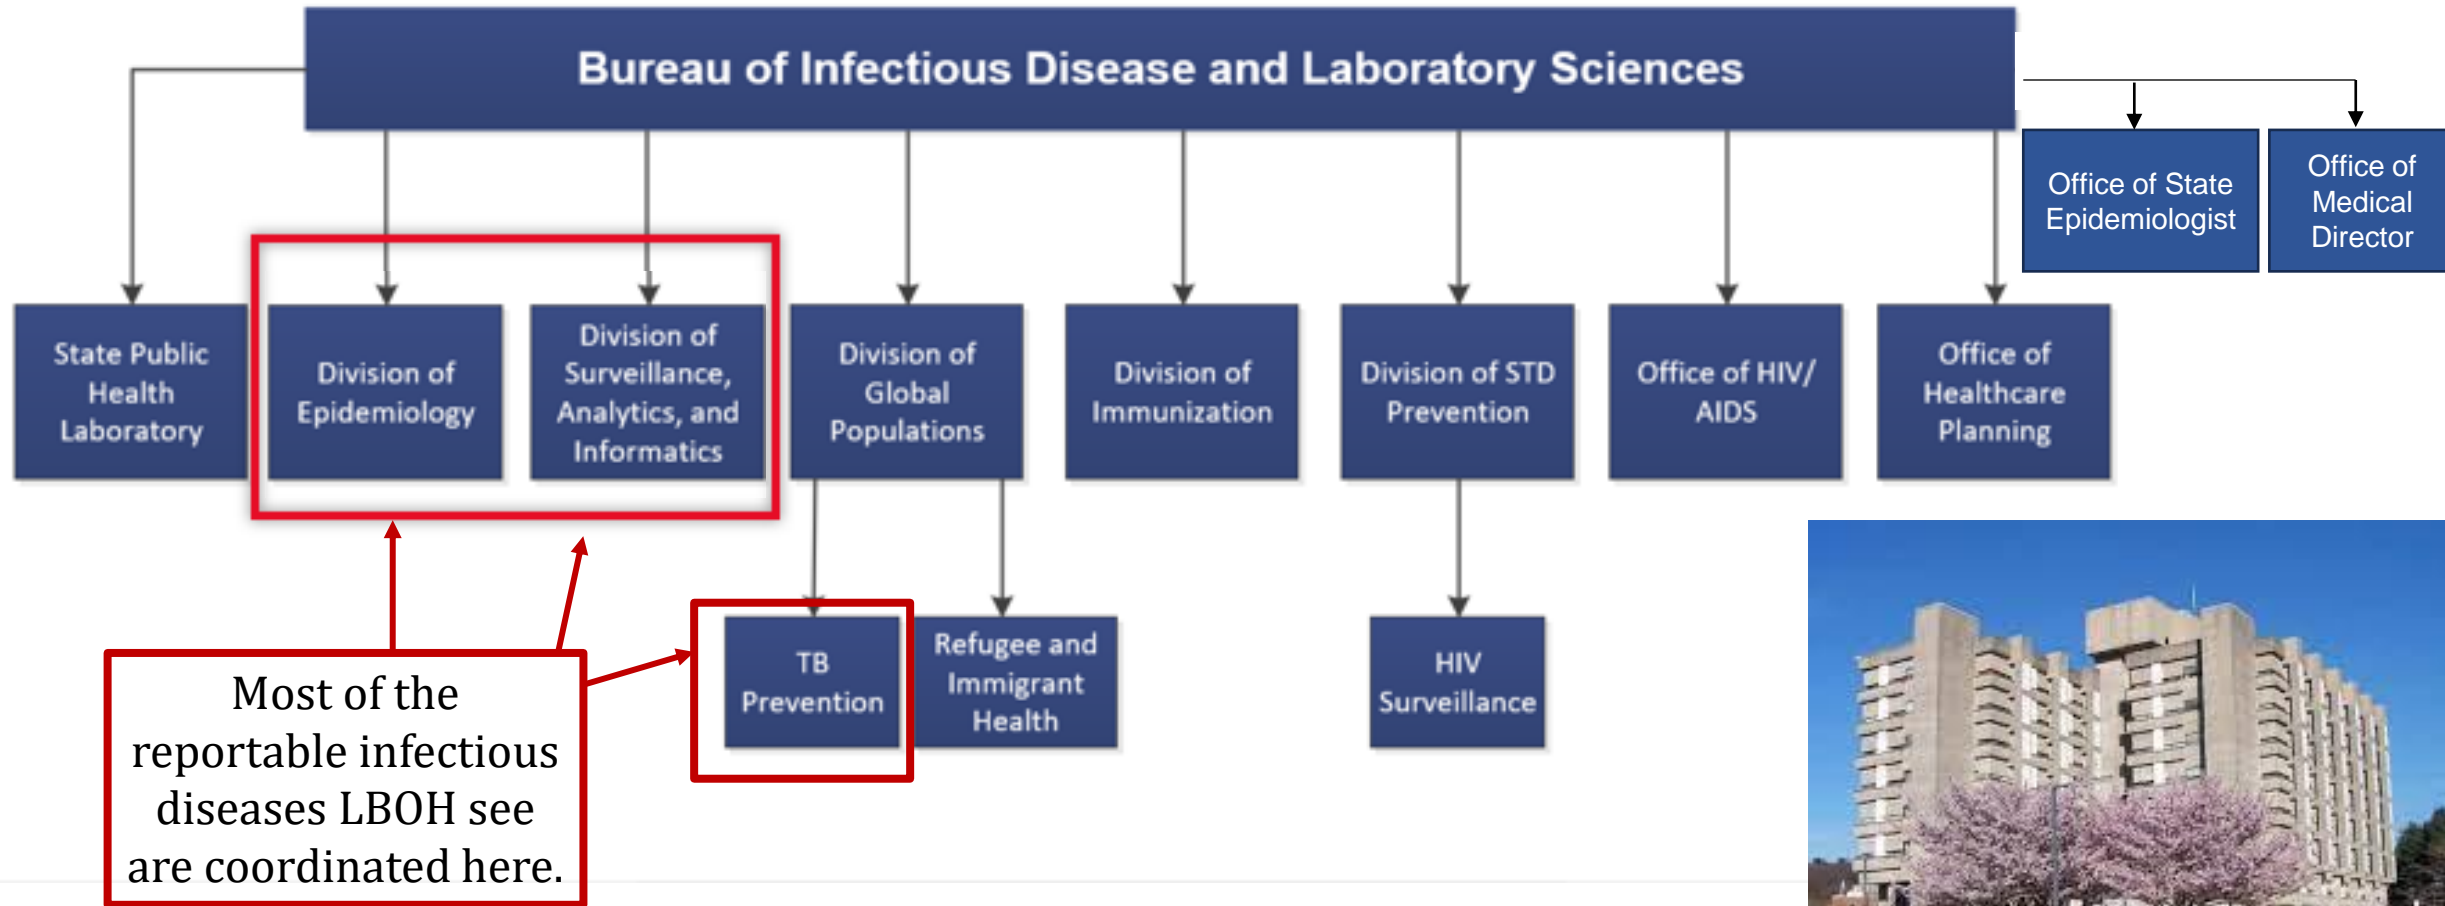 Bureau of Infectious Disease and Laboratory Sciences
Office of State
Epidemiologist
Office of
Medical
Director
State Public
Health
Laboratory
Division of
Epidemiology
Division of
Surveillance,
Analytics, and
Informatics
Division of
Global
Populations
Division of
Immunization
Division of STD
Prevention
Office of HIV/
AIDS
Office of
Healthcare
Planning
TB
Prevention
Refugee and
Immigrant
Health
HIV
Surveillance
Most of the
reportable infectious
diseases LBOH see
are coordinated here.